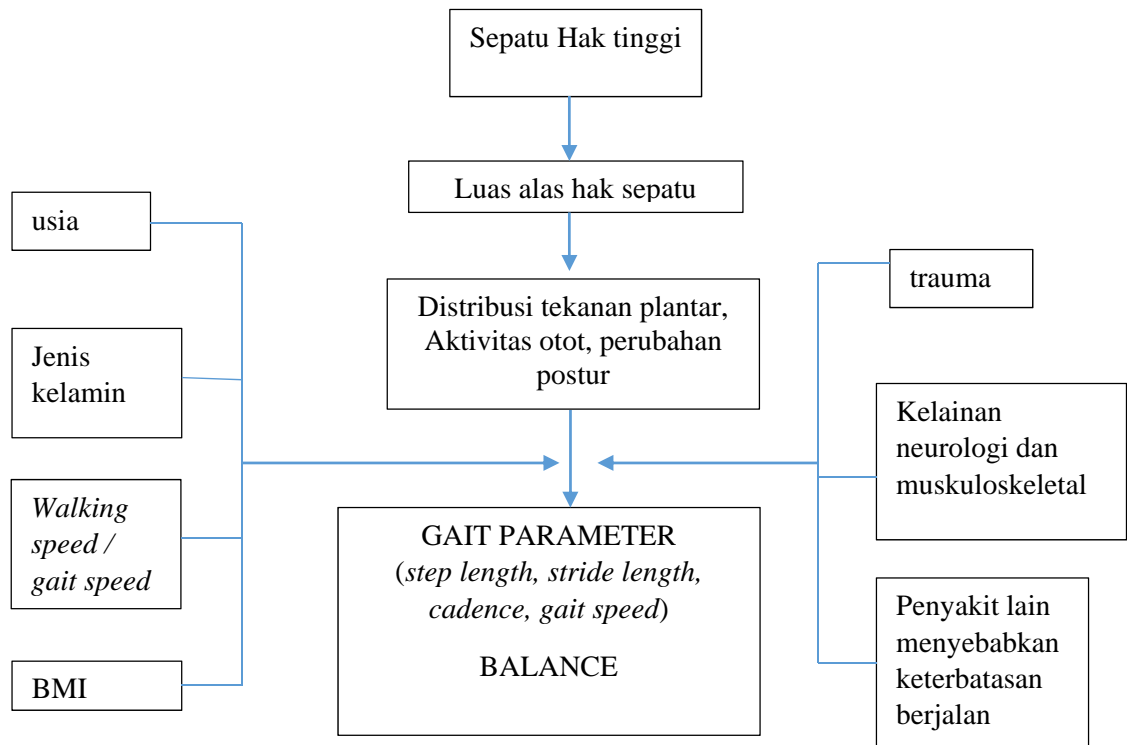 Sepatu Hak tinggi
Luas alas hak sepatu
usia
trauma
Distribusi tekanan plantar,
Aktivitas otot, perubahan
postur
Jenis
kelamin
Kelainan
neurologi dan
muskuloskeletal
Walking
speed /
gait speed
GAIT PARAMETER
(step length, stride length,
cadence, gait speed)
BALANCE
Penyakit lain
menyebabkan
keterbatasan
berjalan
BMI